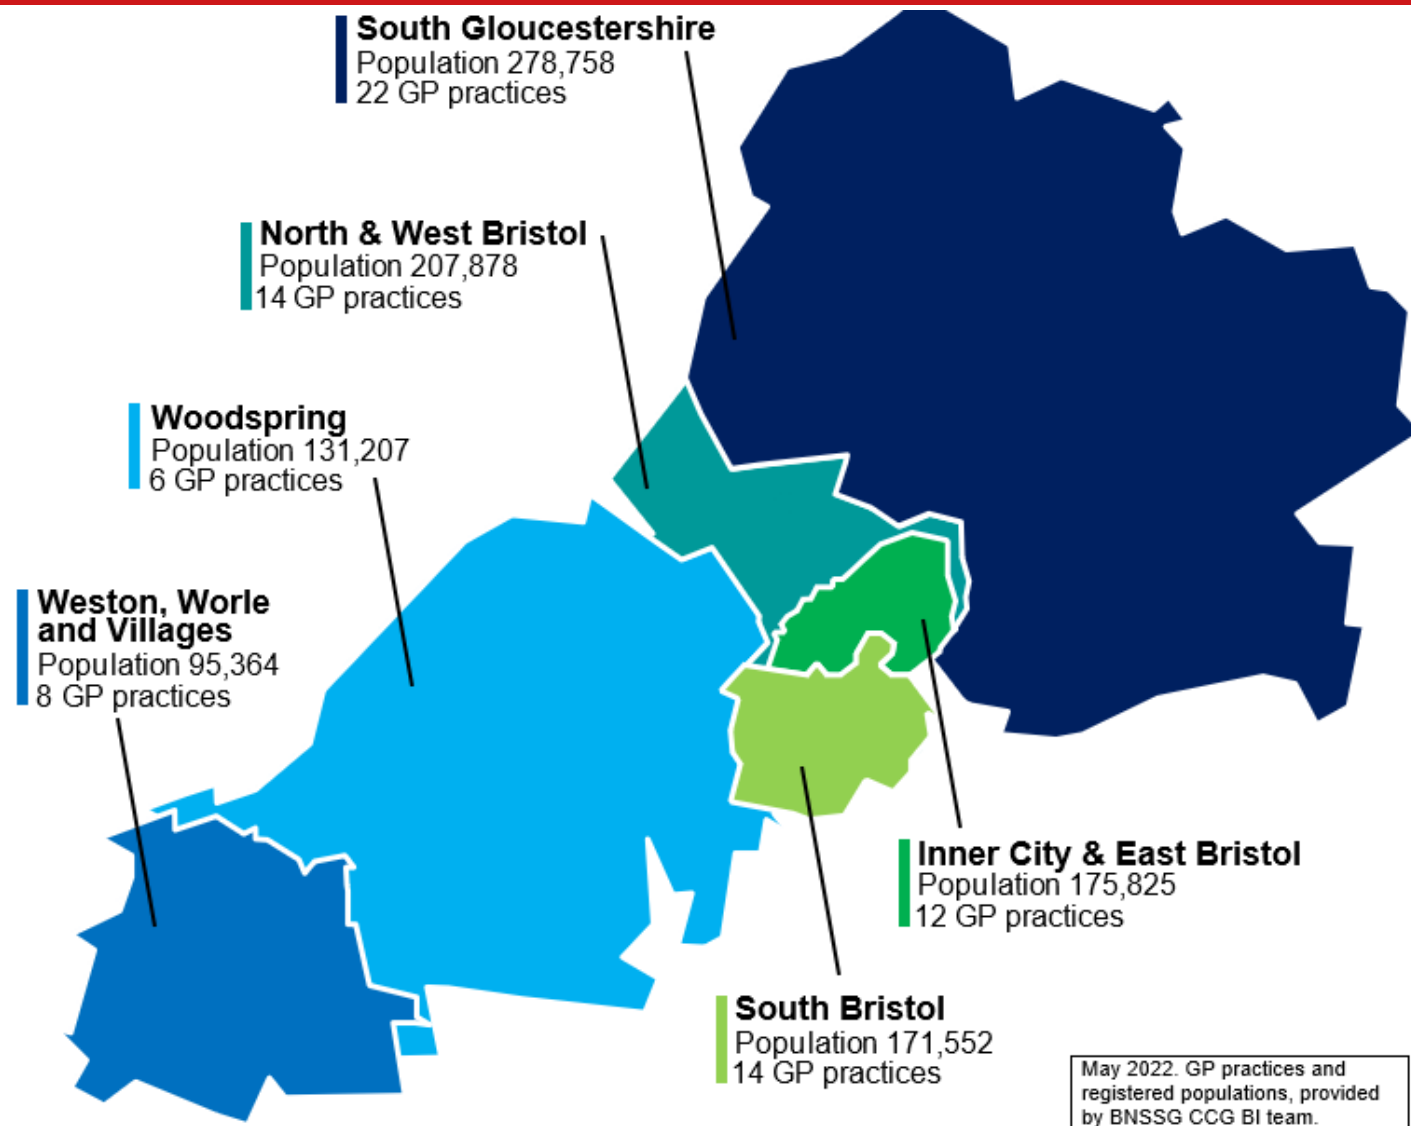 South Gloucestershire
Population 278,758
22 GP practices
North & West Bristol
Population 207,878
14 GP practices
Woodspring
Population 131,207
6 GP practices
Weston, Worle
and Villages
Population 95,364
8 GP practices
Inner City & East Bristol
Population 175,825
12 GP practices
South Bristol
Population 171,552
14 GP practices
May 2022. GP practices and
registered populations, provided
by BNSSG CCG BI team.